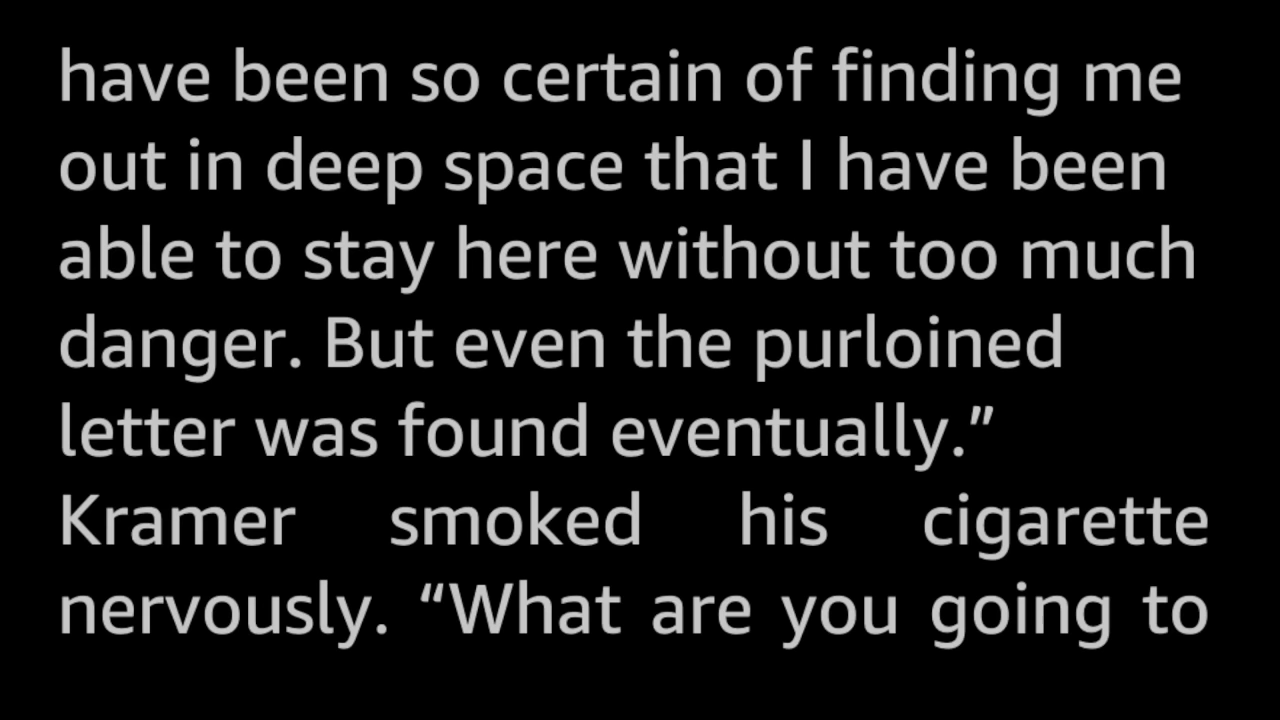 have been so certain of finding me
out in deep space that I have been
able to stay here without too much
danger. But even the purloined
letter was found eventually.”
Kramer smoked his cigarette
nervously. “What are you going to